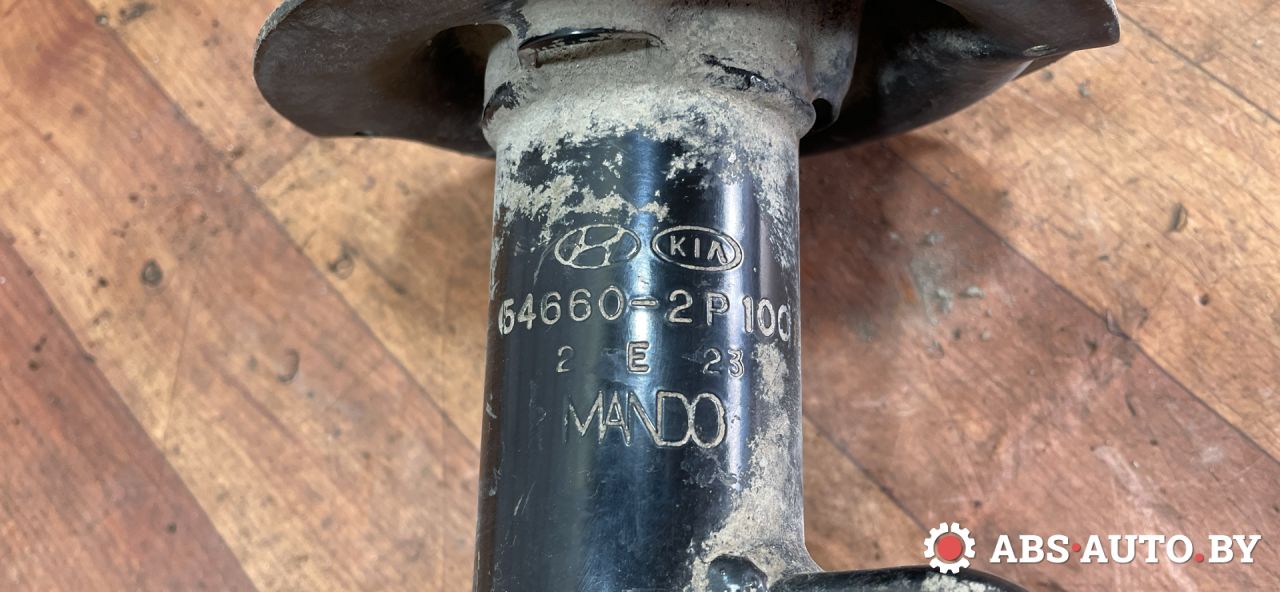 KIA
54660-2P100
2 E 23
MANDO
ABS-AUTO.BY